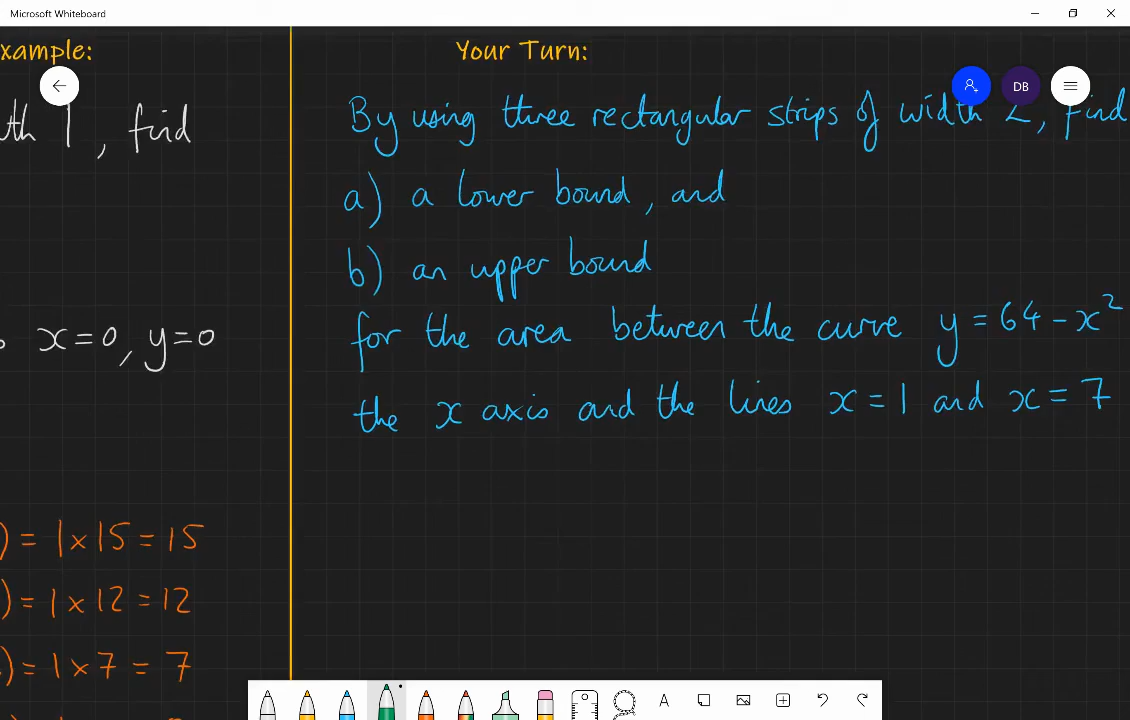 Microsoft Whiteboard
xample:
Your Turn:
DB
th 1, find
By using three rectangular strips of width 2, find
a) a lower bound, and
b) an upper bound
for the area between the curve y = 64 - x²
x = 0, y = 0
the x axis and the lines x = 1 and x = 7
) = 1 x 15 = 15
) = 1 x 12 = 12
) = 1 x 7 = 7
A